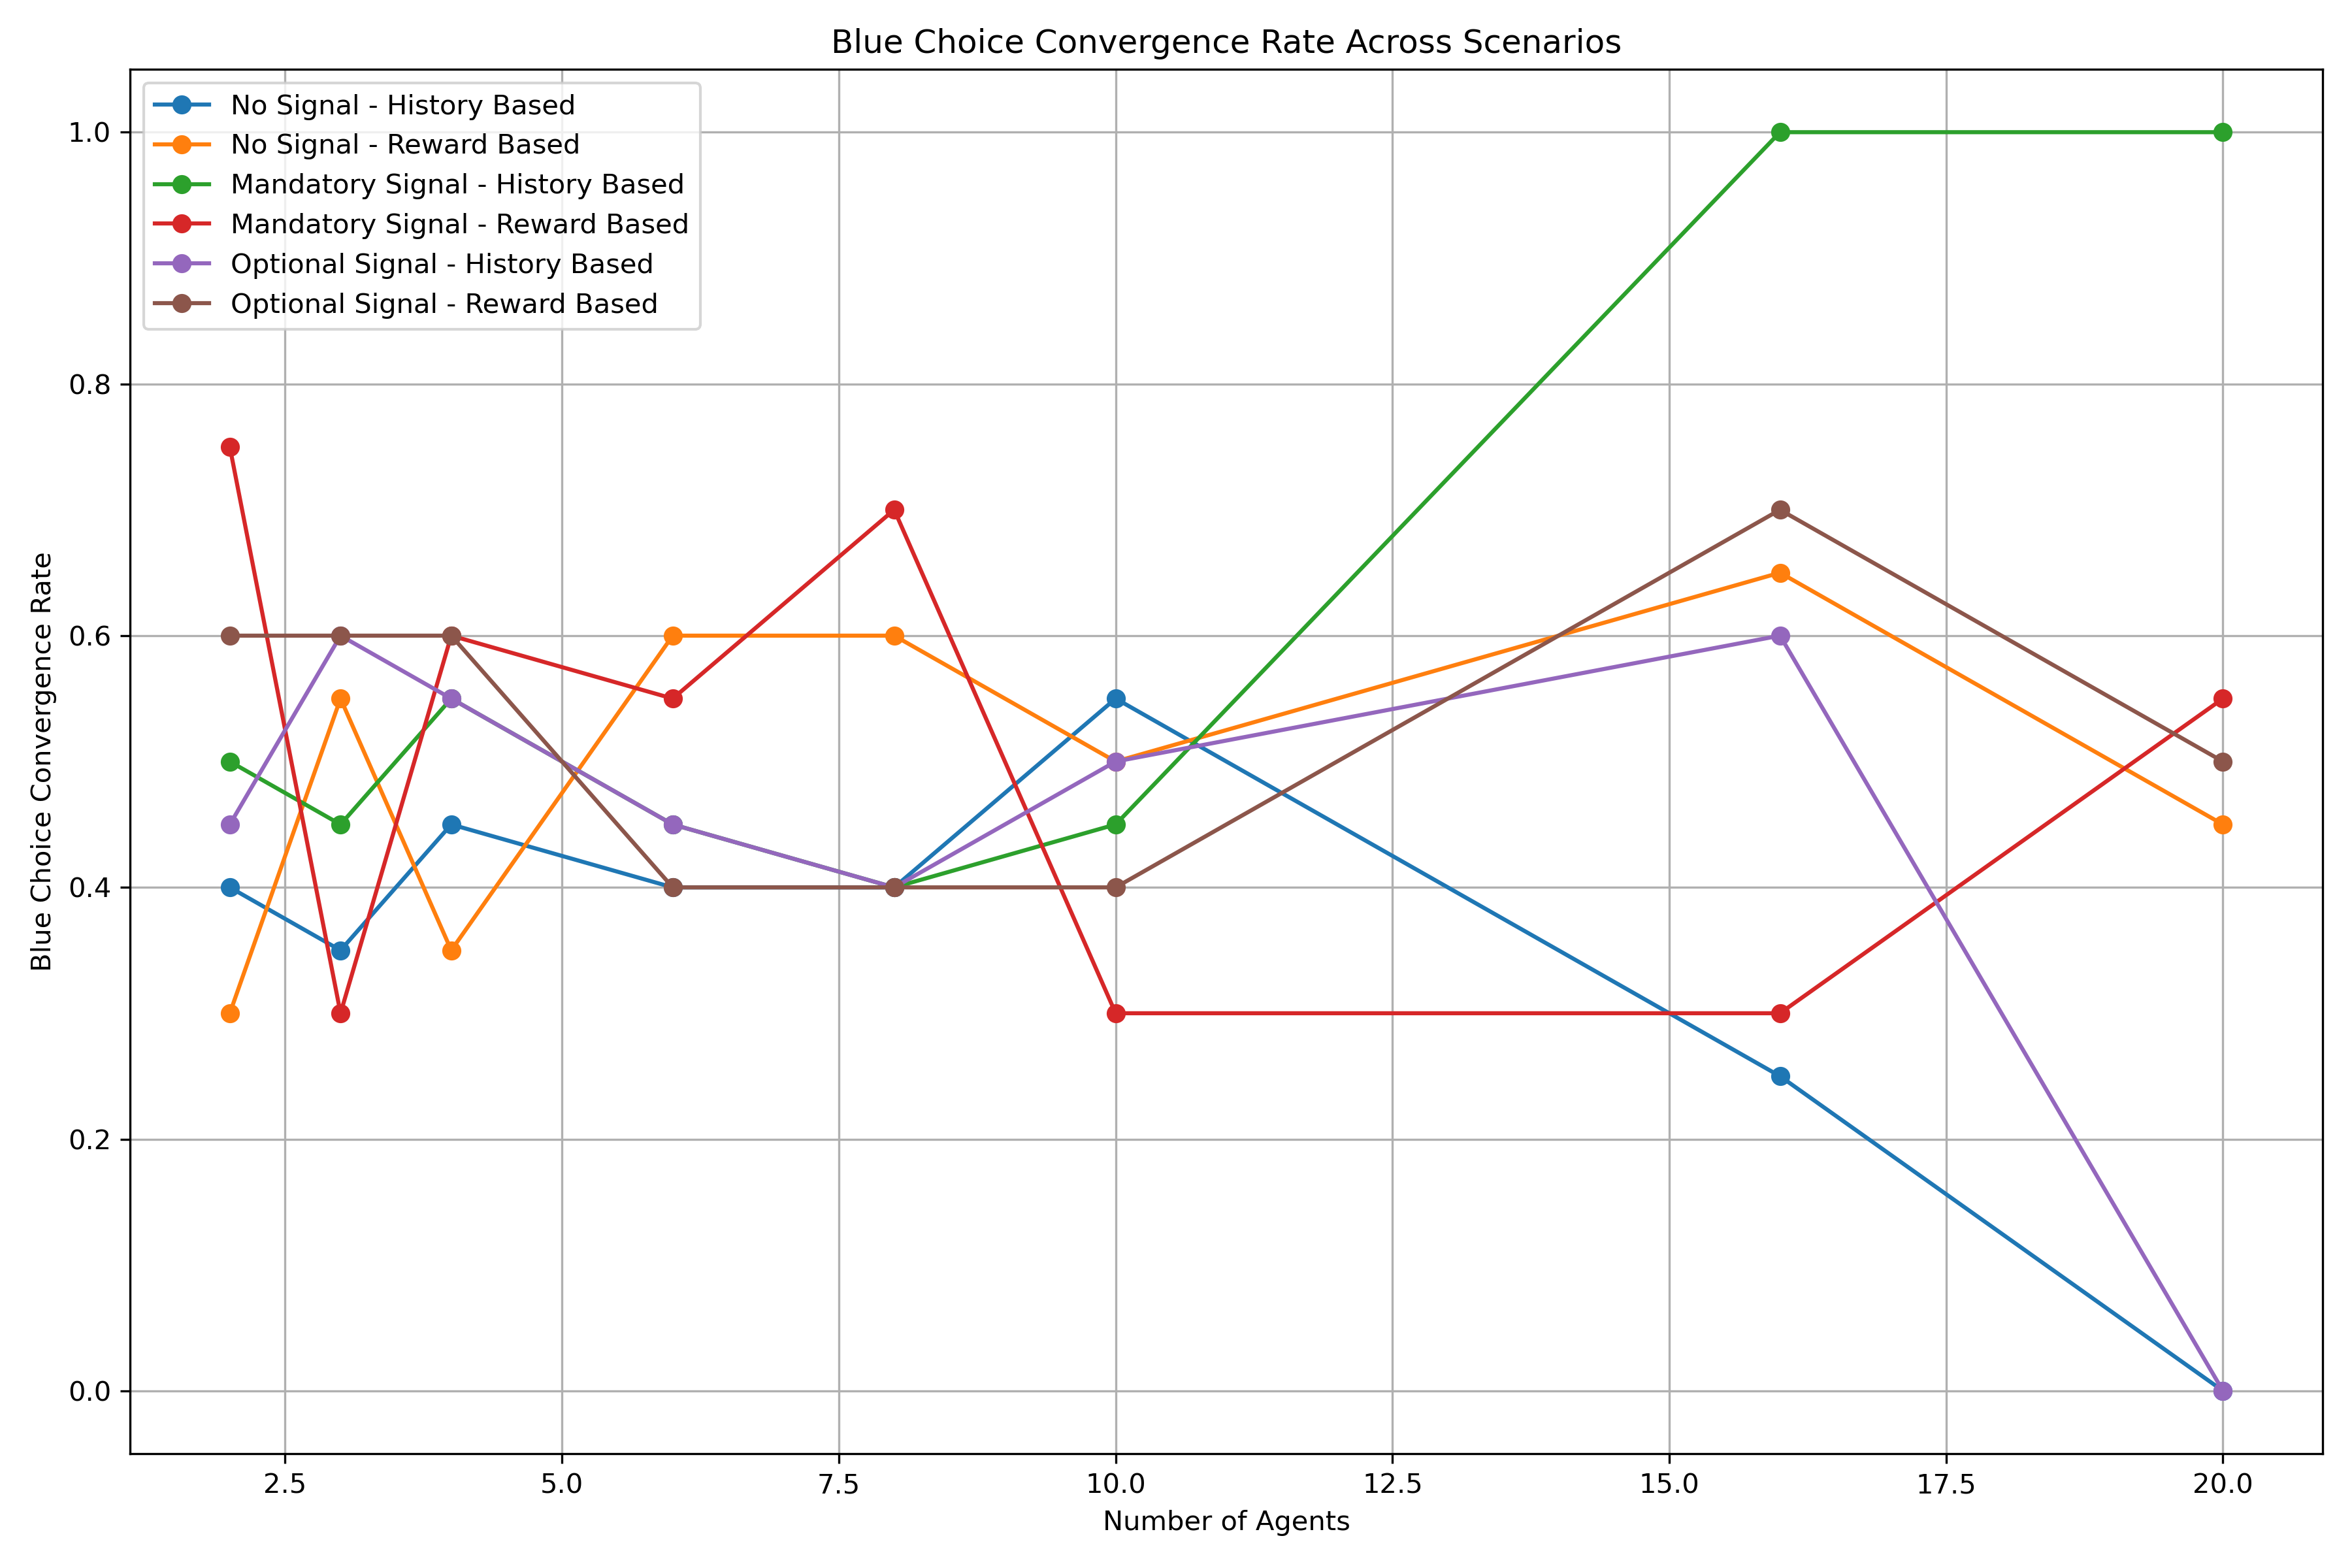 Blue Choice Convergence Rate Across Scenarios
No Signal - History Based
No Signal - Reward Based
Mandatory Signal - History Based
Mandatory Signal - Reward Based
Optional Signal - History Based
Optional Signal - Reward Based
1.0
0.8
0.6
0.4
0.2
0.0
Blue Choice Convergence Rate
2.5 5.0 7.5 10.0 12.5 15.0 17.5 20.0
Number of Agents